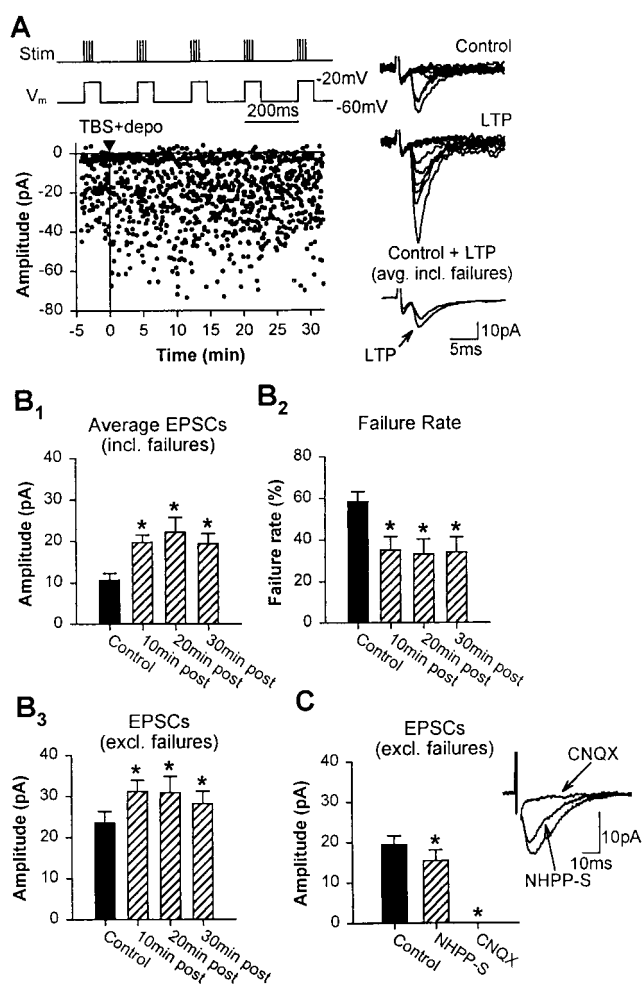 A
Stim
Vm
-20mV
-60mV
200ms
TBS+depo
Amplitude (pA)
0
-20
-40
-60
-80
-5 0 5 10 15 20 25 30
Time (min)
Control
LTP
Control + LTP
(avg. incl. failures)
LTP
10pA
5ms
B1
Average EPSCs
(incl. failures)
Amplitude (pA)
40
30
20
10
0
* * *
Control
10min post
20min post
30min post
B2
Failure Rate
Failure rate (%)
80
60
40
20
0
* * *
Control
10min post
20min post
30min post
B3
EPSCs
(excl. failures)
Amplitude (pA)
40
30
20
10
0
* * *
Control
10min post
20min post
30min post
C
EPSCs
(excl. failures)
Amplitude (pA)
40
30
20
10
0
* *
Control
NHPP-S
CNQX
CNQX
10pA
10ms
NHPP-S